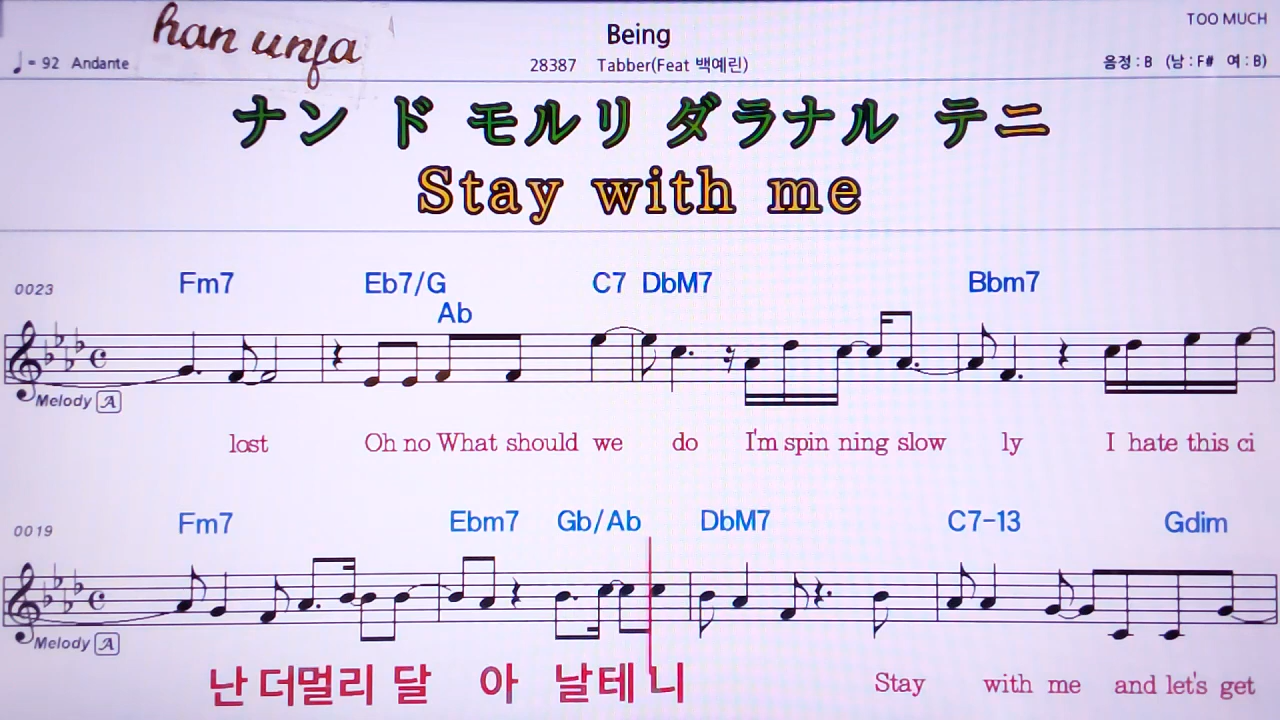 TOO MUCH
han unfa
Being
♩= 92 Andante
28387 Tabber(Feat 백예린)
음정 : B (남 : F# 여 : B)
ナン ド モルリ ダラナル テニ
Stay with me
0023
Fm7 Eb7/G C7 DbM7 Bbm7
Ab
Melody A
lost Oh no What should we do I'm spin ning slow ly I hate this ci
0019
Fm7 Ebm7 Gb/Ab DbM7 C7-13 Gdim
Melody A
난 더멀리 달 아 날테 니 Stay with me and let's get